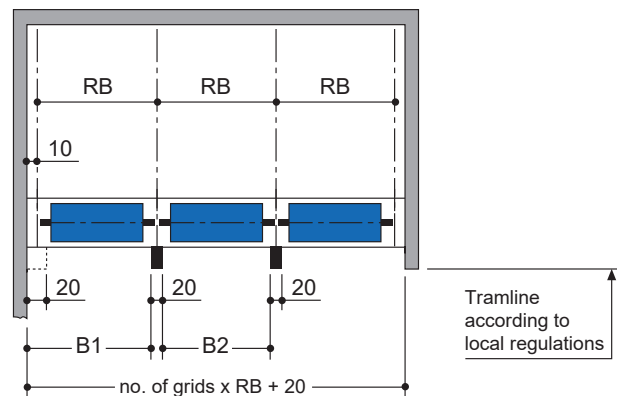 RB RB RB
10
20 20 20
B1 B2
Tramline
according to
local regulations
no. of grids x RB + 20